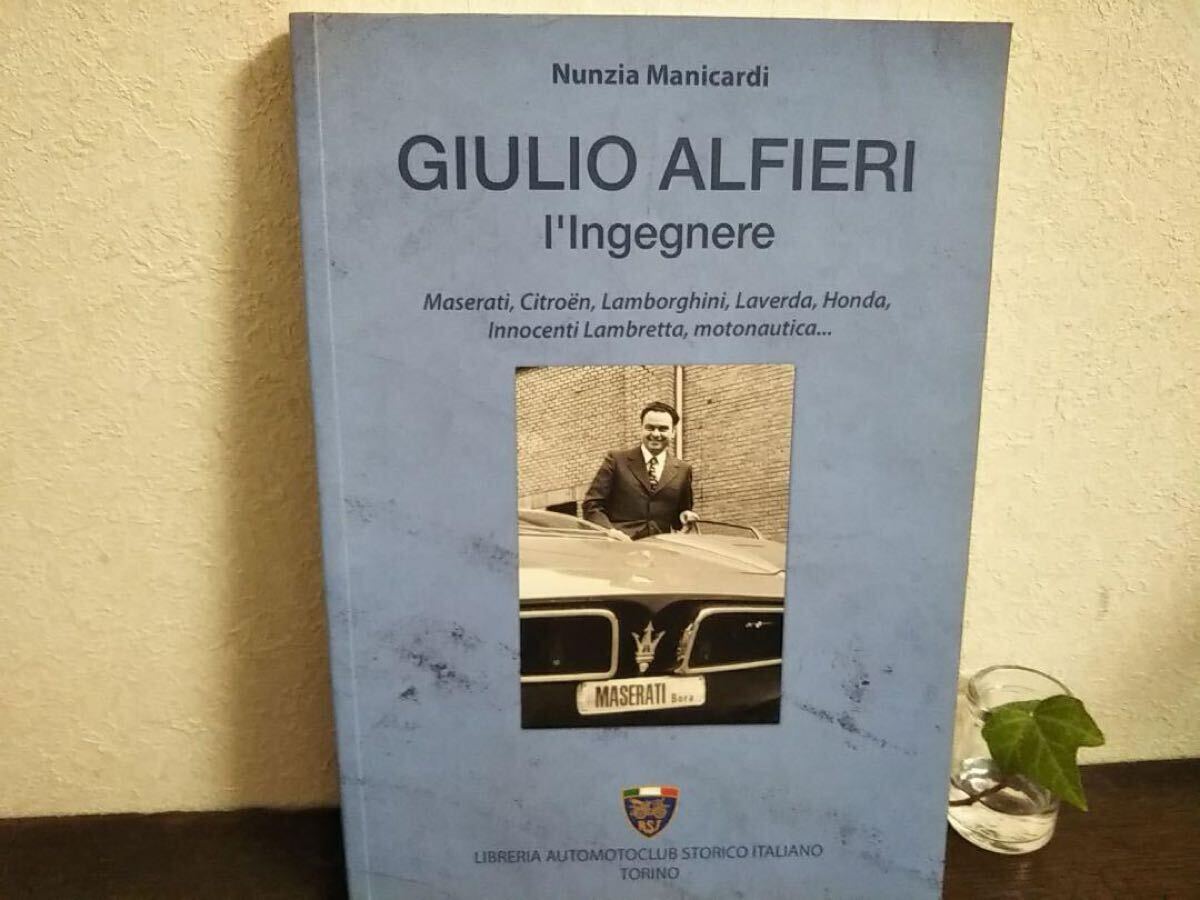 Nunzia Manicardi
GIULIO ALFIERI
l'Ingegnere
Maserati, Citroën, Lamborghini, Laverda, Honda,
Innocenti Lambretta, motonautica...
MASERATI Bora
ASI
LIBRERIA AUTOMOTOCLUB STORICO ITALIANO
TORINO